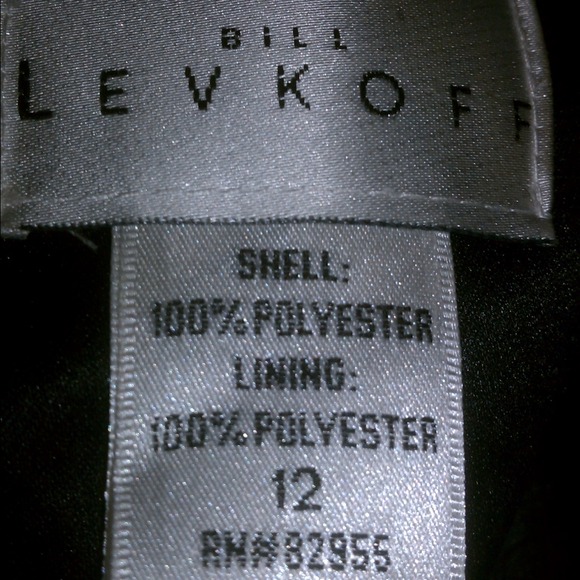 BILL
LEVKOFF
SHELL:
100% POLYESTER
LINING:
100% POLYESTER
12
RN#82955